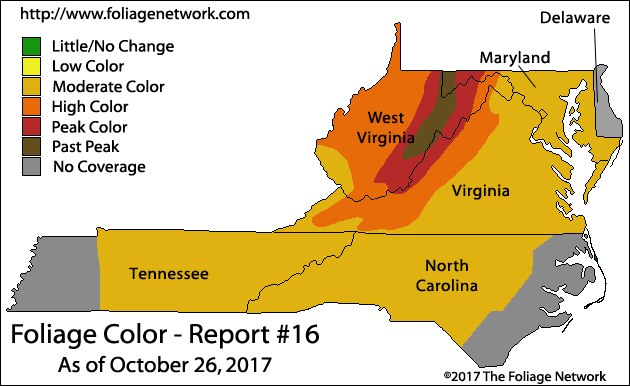 http://www.foliagenetwork.com
Little/No Change
Low Color
Moderate Color
High Color
Peak Color
Past Peak
No Coverage
Delaware
Maryland
West
Virginia
Virginia
Tennessee
North
Carolina
Foliage Color - Report #16
As of October 26, 2017
©2017 The Foliage Network